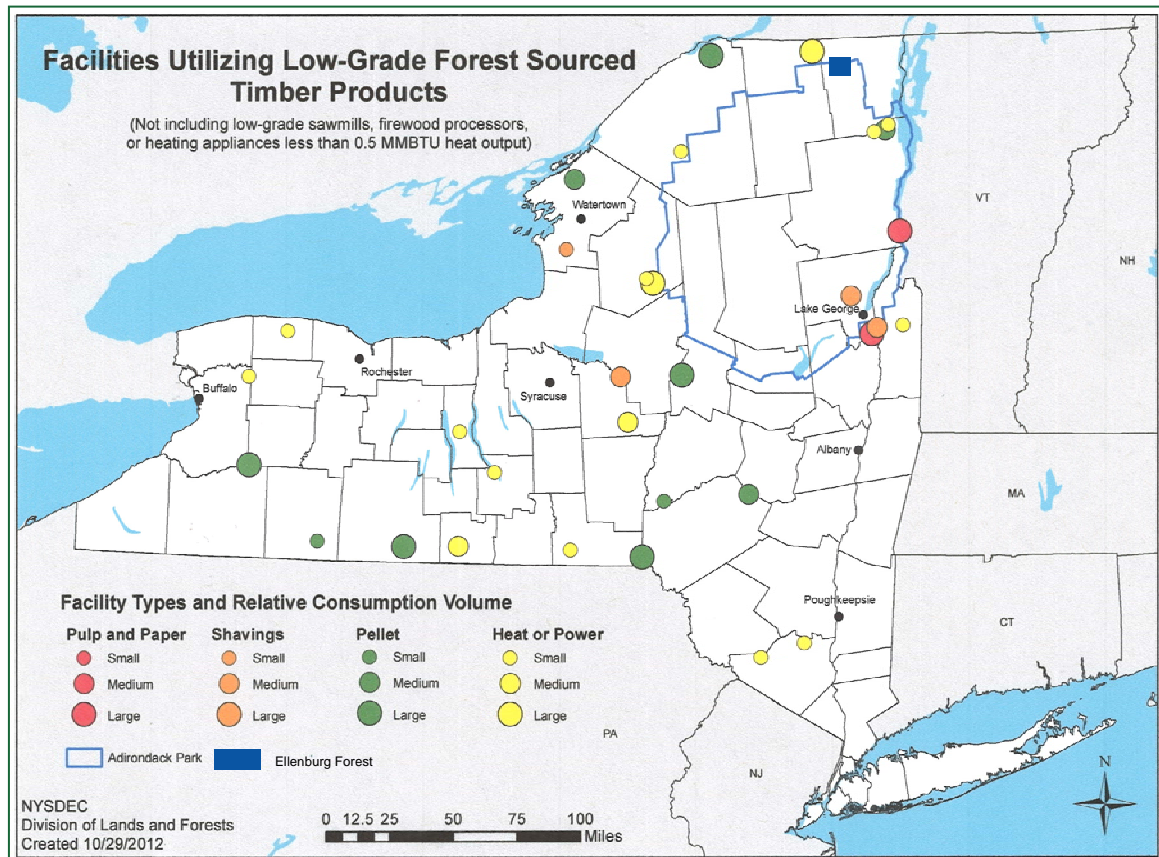 Facilities Utilizing Low-Grade Forest Sourced
Timber Products
(Not including low-grade sawmills, firewood processors,
or heating appliances less than 0.5 MMBTU heat output)
Watertown
VT
NH
Lake George
Rochester
Buffalo
Syracuse
Albany
MA
Poughkeepsie
CT
PA
NJ
Facility Types and Relative Consumption Volume
Pulp and Paper Shavings Pellet Heat or Power
Small Small Small Small
Medium Medium Medium Medium
Large Large Large Large
Adirondack Park Ellenburg Forest
N
NYSDEC
Division of Lands and Forests
Created 10/29/2012
0 12.5 25 50 75 100
Miles